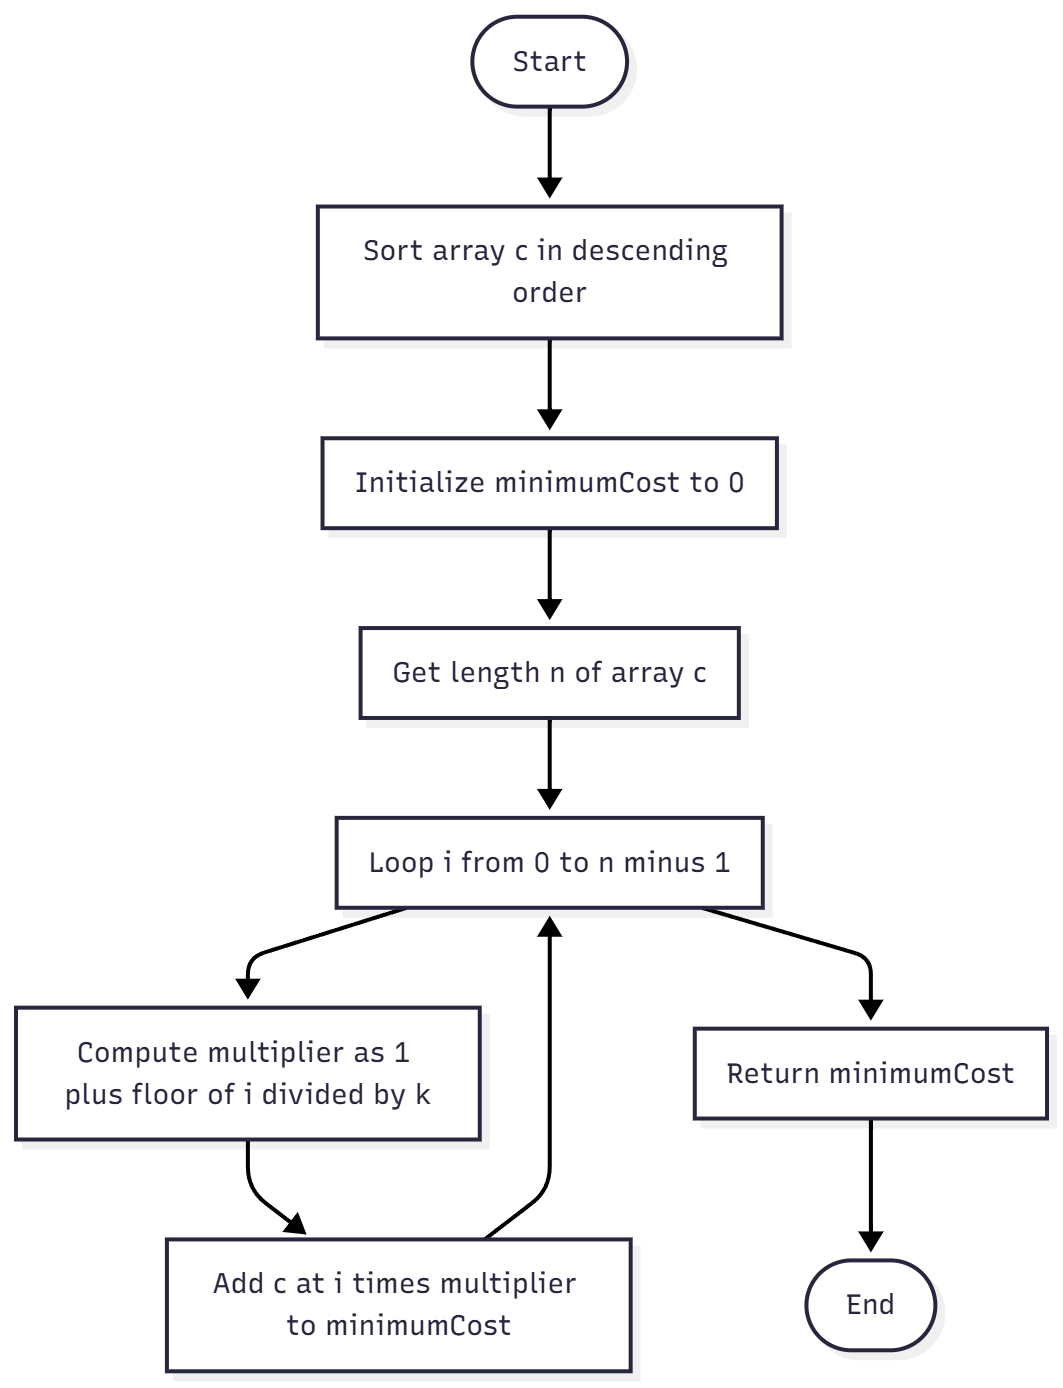 Start
Sort array c in descending
order
Initialize minimumCost to 0
Get length n of array c
Loop i from 0 to n minus 1
Compute multiplier as 1
plus floor of i divided by k
Return minimumCost
Add c at i times multiplier
to minimumCost
End